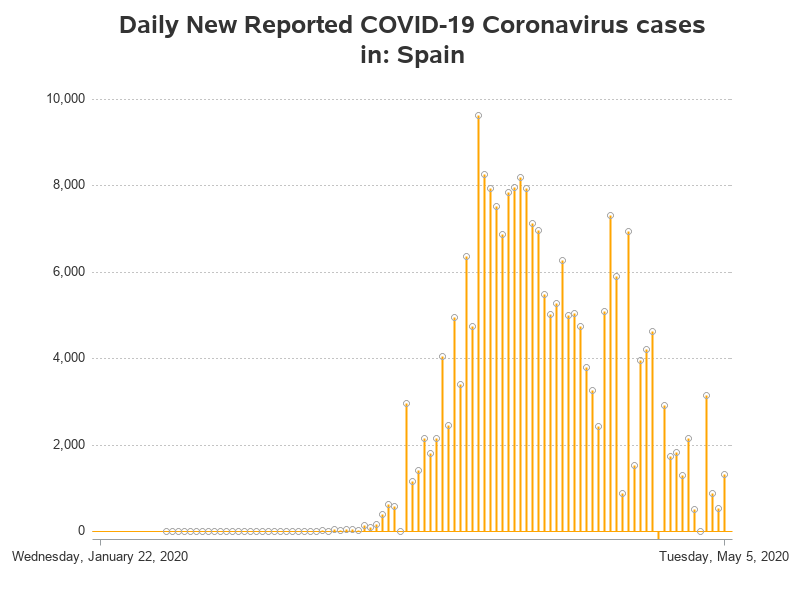 Daily New Reported COVID-19 Coronavirus cases
in: Spain
10,000
8,000
6,000
4,000
2,000
0
Wednesday, January 22, 2020
Tuesday, May 5, 2020